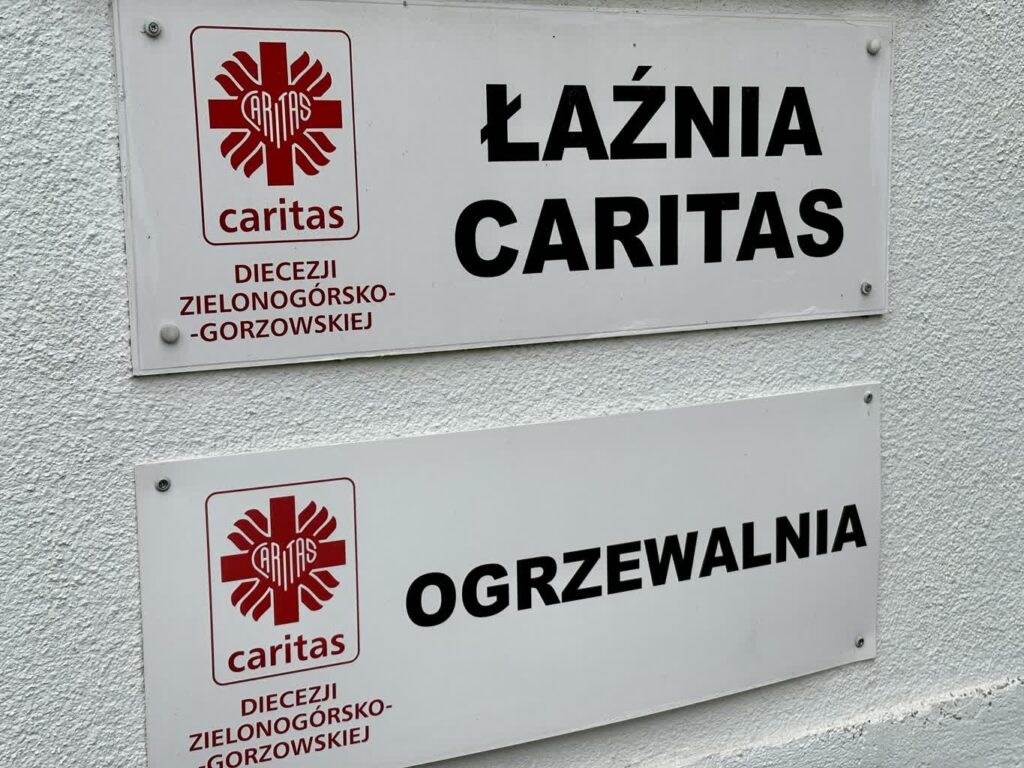 CARITAS
caritas
DIECEZJI
ZIELONOGÓRSKO-
-GORZOWSKIEJ
ŁAŹNIA
CARITAS
CARITAS
caritas
DIECEZJI
ZIELONOGÓRSKO-
-GORZOWSKIEJ
OGRZEWALNIA